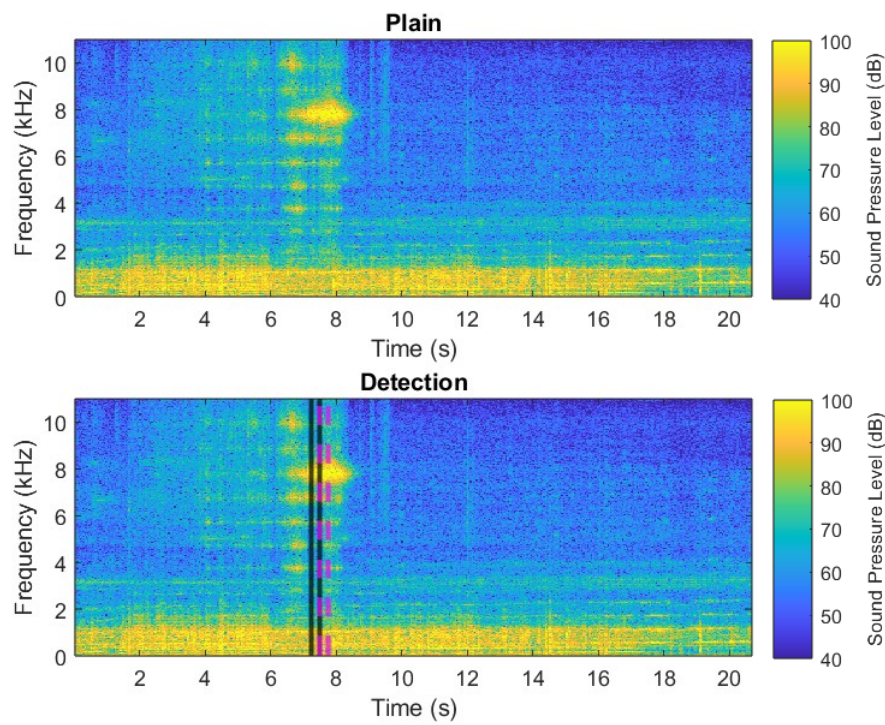 Plain
10
8
6
4
2
0
Frequency (kHz)
2 4 6 8 10 12 14 16 18 20
Time (s)
100
90
80
70
60
50
40
Sound Pressure Level (dB)
Detection
10
8
6
4
2
0
Frequency (kHz)
2 4 6 8 10 12 14 16 18 20
Time (s)
100
90
80
70
60
50
40
Sound Pressure Level (dB)